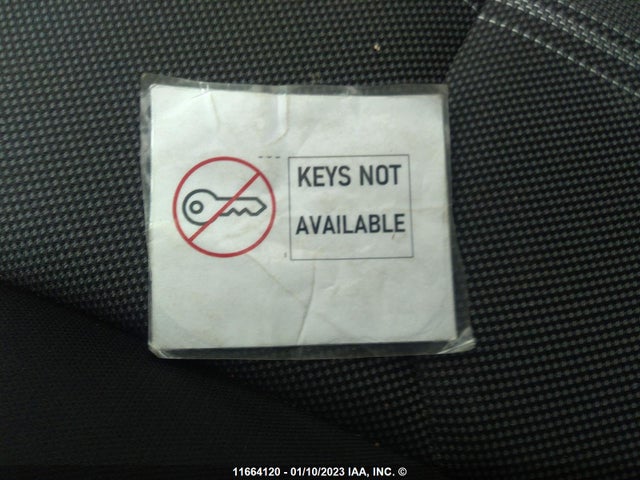 KEYS NOT
AVAILABLE
11664120 - 01/10/2023 IAA, INC. ©